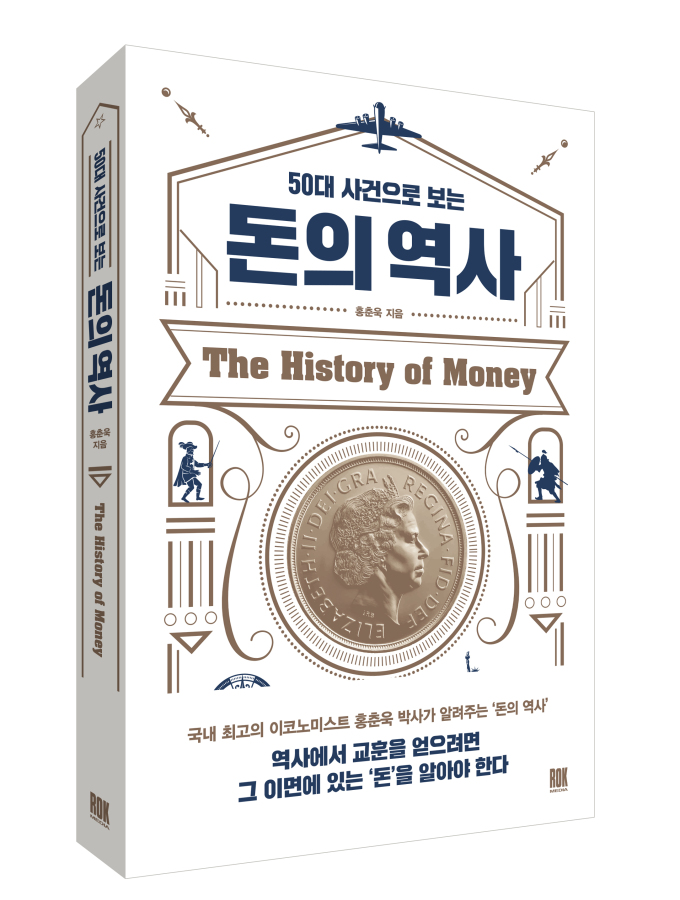 50대 사건으로 보는
돈의 역사
홍춘욱 지음
The History of Money
ELIZABETH·II·DEI·GRA
REGINA·FID·DEF
IRB
국내 최고의 이코노미스트 홍춘욱 박사가 알려주는 ‘돈의 역사’
역사에서 교훈을 얻으려면
그 이면에 있는 ‘돈’을 알아야 한다
ROK
MEDIA
50대 사건으로 보는
돈의 역사
홍춘욱
지음
The History of Money
ROK
MEDIA